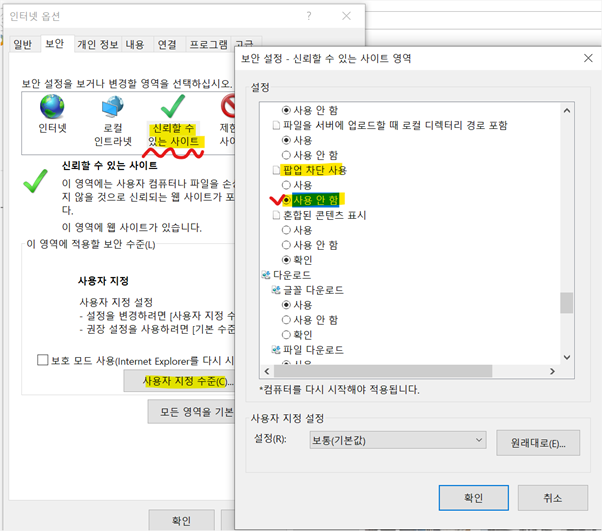 인터넷 옵션
일반 보안 개인 정보 내용 연결 프로그램 고급
보안 설정을 보거나 변경할 영역을 선택하십시오.
인터넷
로컬
인트라넷
신뢰할 수
있는 사이트
신뢰할 수 있는 사이트
이 영역에는 사용자 컴퓨터나 파일을
지 않을 것으로 신뢰되는 웹 사이트가
다.
이 영역에 웹 사이트가 있습니다.
이 영역에 적용할 보안 수준(L)
사용자 지정
사용자 지정 설정
- 설정을 변경하려면 [사용자 지정
- 권장 설정을 사용하려면 [기본
보호 모드 사용(Internet Explorer를 다시
사용자 지정 수준(C)...
모든 영역을 기본
확인
보안 설정 - 신뢰할 수 있는 사이트 영역
설정
사용 안 함
파일을 서버에 업로드할 때 로컬 디렉터리 경로 포함
사용
사용 안 함
팝업 차단 사용
사용
사용 안 함
혼합된 콘텐츠 표시
사용
사용 안 함
확인
다운로드
글꼴 다운로드
사용
사용 안 함
확인
파일 다운로드
*컴퓨터를 다시 시작해야 적용됩니다.
사용자 지정 설정
설정(R): 보통(기본값) 원래대로(E)...
확인 취소